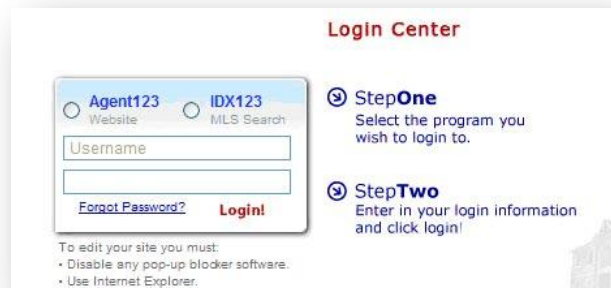 Login Center
Agent123
Website
IDX123
MLS Search
Username
Forgot Password?
Login!
To edit your site you must:
• Disable any pop-up blocker software.
• Use Internet Explorer.
StepOne
Select the program you
wish to login to.
StepTwo
Enter in your login information
and click login!